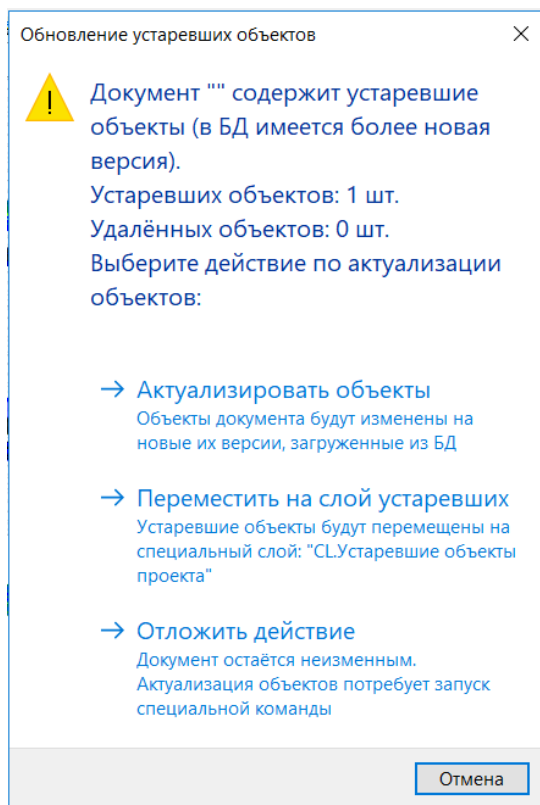 Обновление устаревших объектов
Документ "" содержит устаревшие
объекты (в БД имеется более новая
версия).
Устаревших объектов: 1 шт.
Удалённых объектов: 0 шт.
Выберите действие по актуализации
объектов:
Актуализировать объекты
Объекты документа будут изменены на
новые их версии, загруженные из БД
Переместить на слой устаревших
Устаревшие объекты будут перемещены на
специальный слой: "CL.Устаревшие объекты
проекта"
Отложить действие
Документ остаётся неизменным.
Актуализация объектов потребует запуск
специальной команды
Отмена